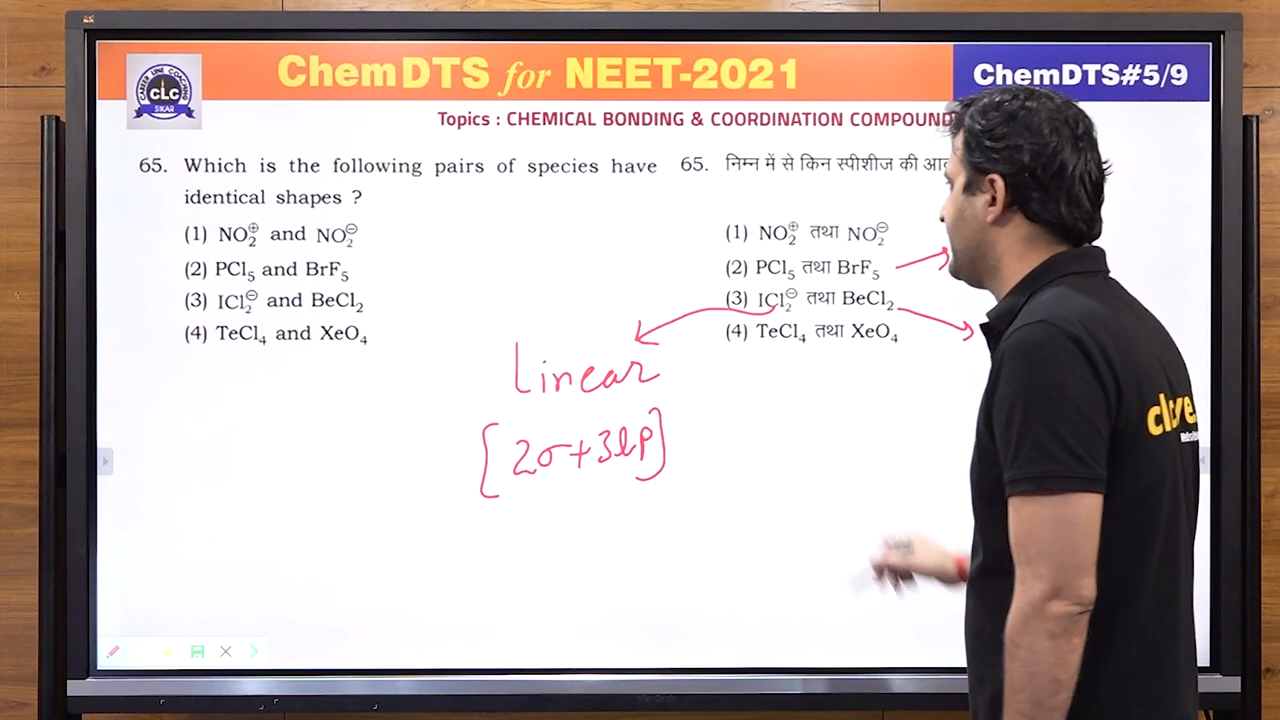 ChemDTS for NEET-2021
ChemDTS#5/9
CAREER LINE COACHING
CLC
SIKAR
Topics : CHEMICAL BONDING & COORDINATION COMPOUND
65. Which is the following pairs of species have
identical shapes ?
(1) NO₂⊕ and NO₂⊖
(2) PCl₅ and BrF₅
(3) ICl₂⊖ and BeCl₂
(4) TeCl₄ and XeO₄
65. निम्न में से किन स्पीशीज की
(1) NO₂⊕ तथा NO₂⊖
(2) PCl₅ तथा BrF₅
(3) ICl₂⊖ तथा BeCl₂
(4) TeCl₄ तथा XeO₄
Linear
[2σ+3lp]